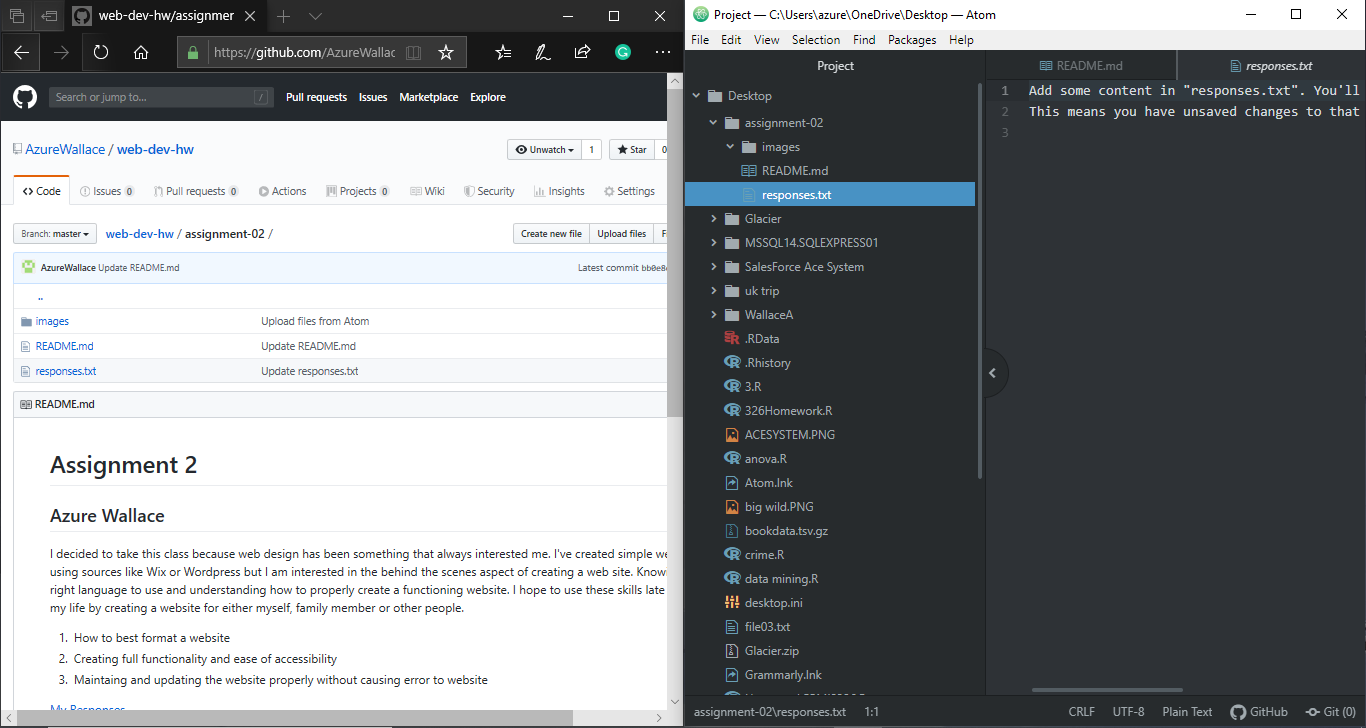 web-dev-hw/assignmer
https://github.com/AzureWallac
Search or jump to...
/
Pull requests
Issues
Marketplace
Explore
AzureWallace / web-dev-hw
Unwatch
1
Star
0
Code
Issues 0
Pull requests 0
Actions
Projects 0
Wiki
Security
Insights
Settings
Branch: master
web-dev-hw / assignment-02 /
Create new file
Upload files
AzureWallace Update README.md
Latest commit bb0e8
..
images
Upload files from Atom
README.md
Update README.md
responses.txt
Update responses.txt
README.md
Assignment 2
Azure Wallace
I decided to take this class because web design has been something that always interested me. I've created simple we
using sources like Wix or Wordpress but I am interested in the behind the scenes aspect of creating a web site. Know
right language to use and understanding how to properly create a functioning website. I hope to use these skills late
my life by creating a website for either myself, family member or other people.
1. How to best format a website
2. Creating full functionality and ease of accessibility
3. Maintaing and updating the website properly without causing error to website
My Responses
Project — C:\Users\azure\OneDrive\Desktop — Atom
File Edit View Selection Find Packages Help
Project
Desktop
assignment-02
images
README.md
responses.txt
Glacier
MSSQL14.SQLEXPRESS01
SalesForce Ace System
uk trip
WallaceA
.RData
.Rhistory
3.R
326Homework.R
ACESYSTEM.PNG
anova.R
Atom.lnk
big wild.PNG
bookdata.tsv.gz
crime.R
data mining.R
desktop.ini
file03.txt
Glacier.zip
Grammarly.lnk
README.md
responses.txt
1 Add some content in "responses.txt". You'll
2 This means you have unsaved changes to that
3
assignment-02\responses.txt 1:1
CRLF UTF-8 Plain Text GitHub Git (0)